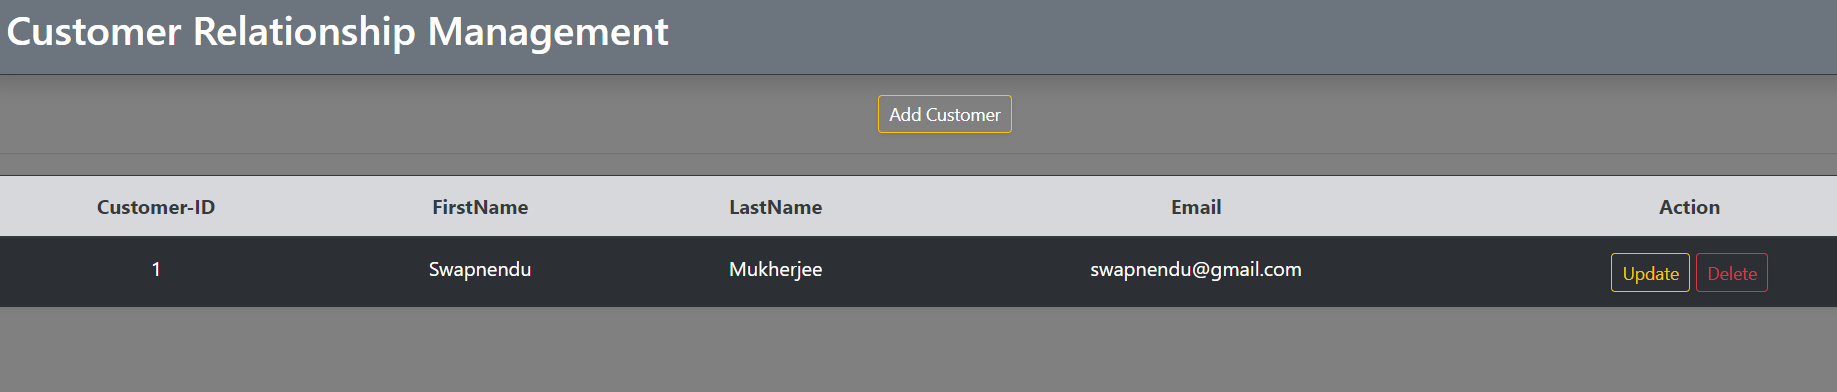 Customer Relationship Management
Add Customer
Customer-ID FirstName LastName Email Action
1 Swapnendu Mukherjee swapnendu@gmail.com Update Delete